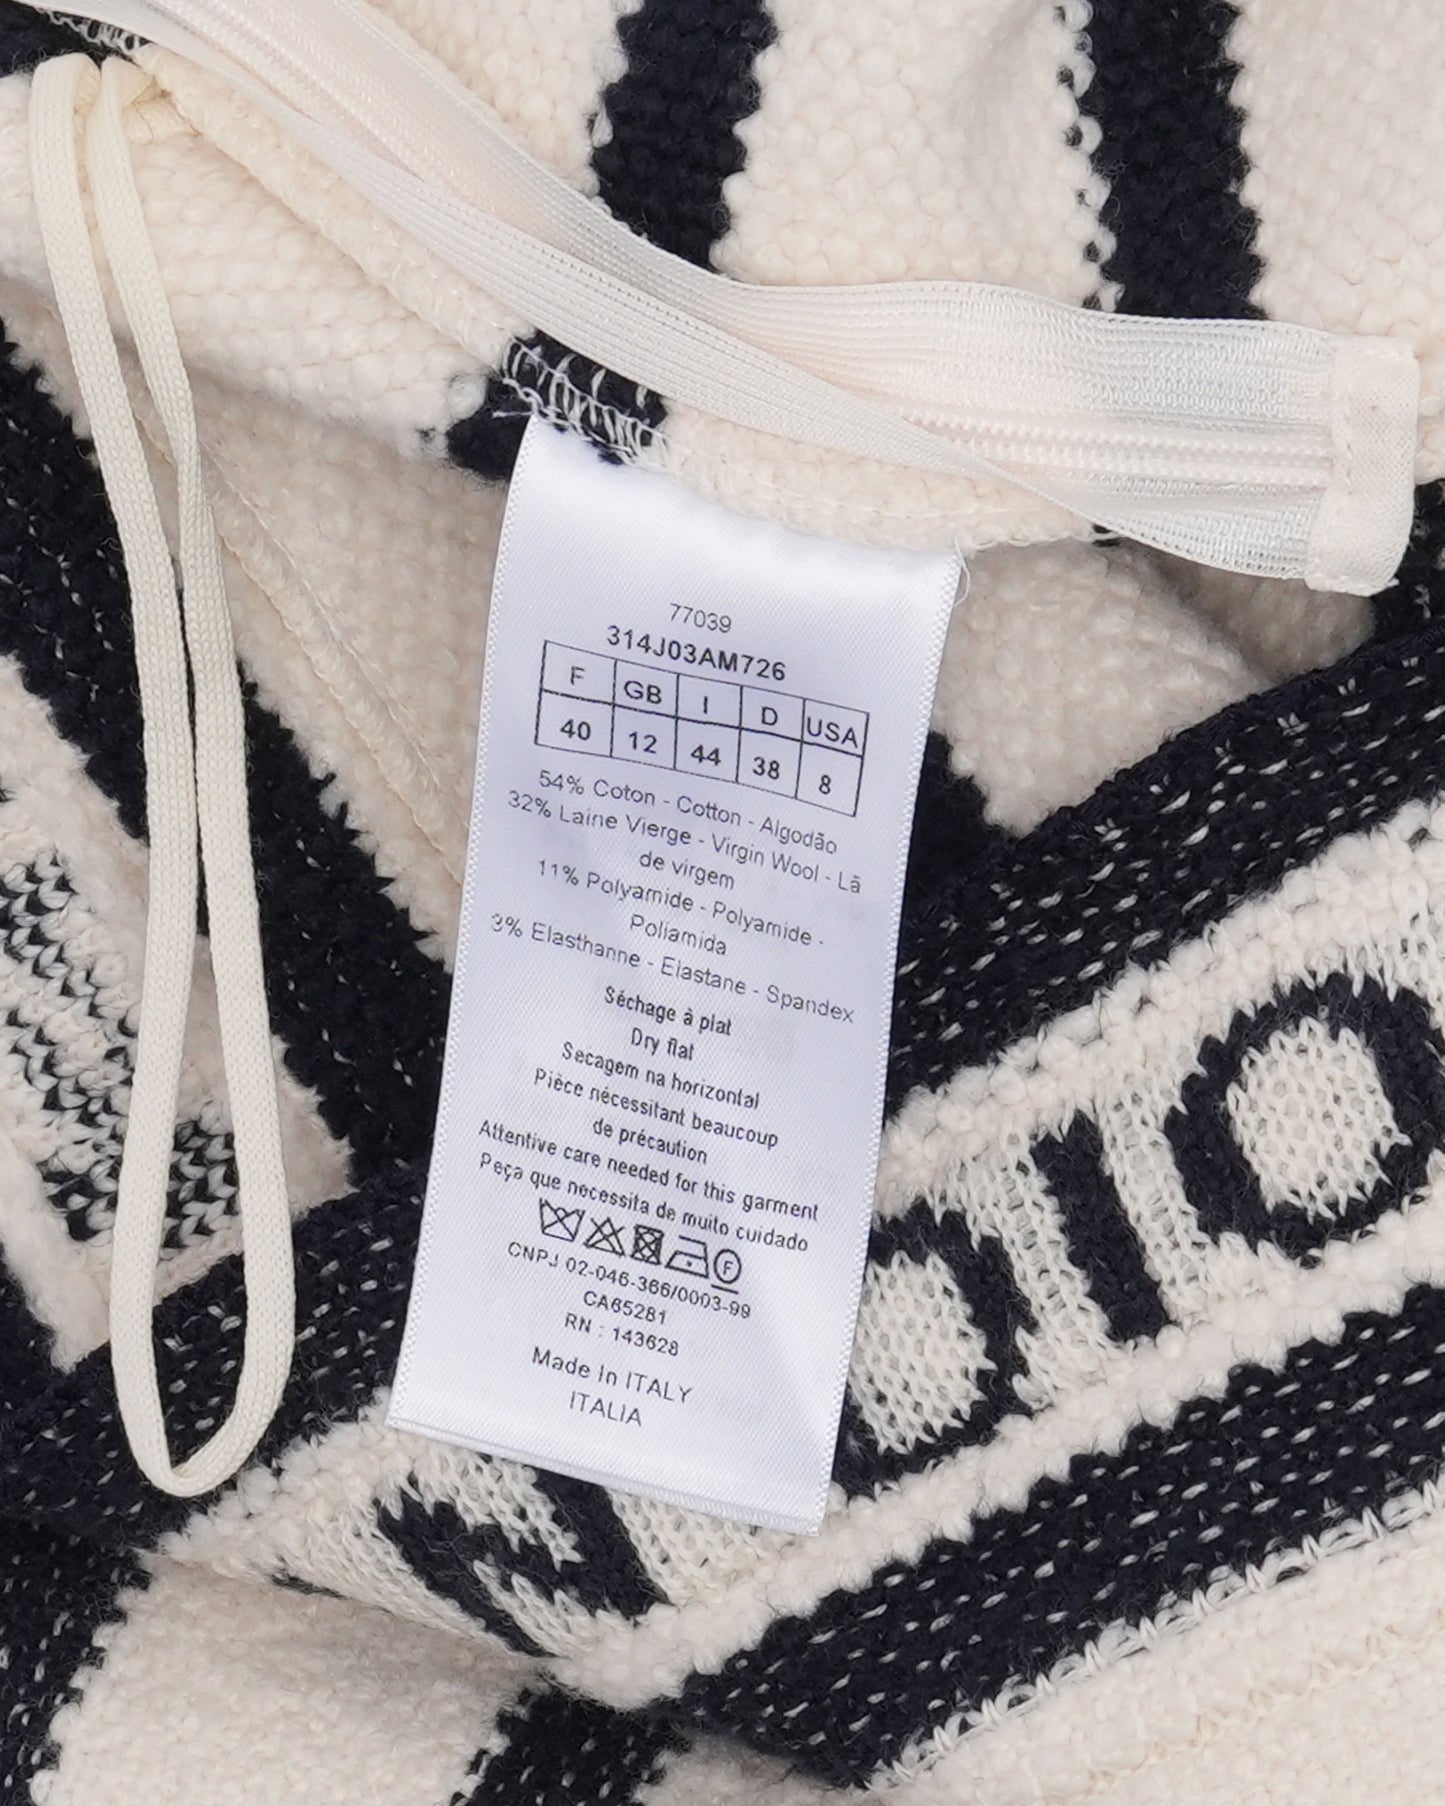 77039
314J03AM726
F GB I D USA
40 12 44 38 8
54% Coton - Cotton - Algodão
32% Laine Vierge - Virgin Wool - Lã
de virgem
11% Polyamide - Polyamide -
Poliamida
3% Elasthanne - Elastane - Spandex
Séchage à plat
Dry flat
Secagem na horizontal
Pièce nécessitant beaucoup
de précaution
Attentive care needed for this garment
Peça que necessita de muito cuidado
F
CNPJ 02-046-366/0003-99
CA65281
RN : 143628
Made In ITALY
ITALIA